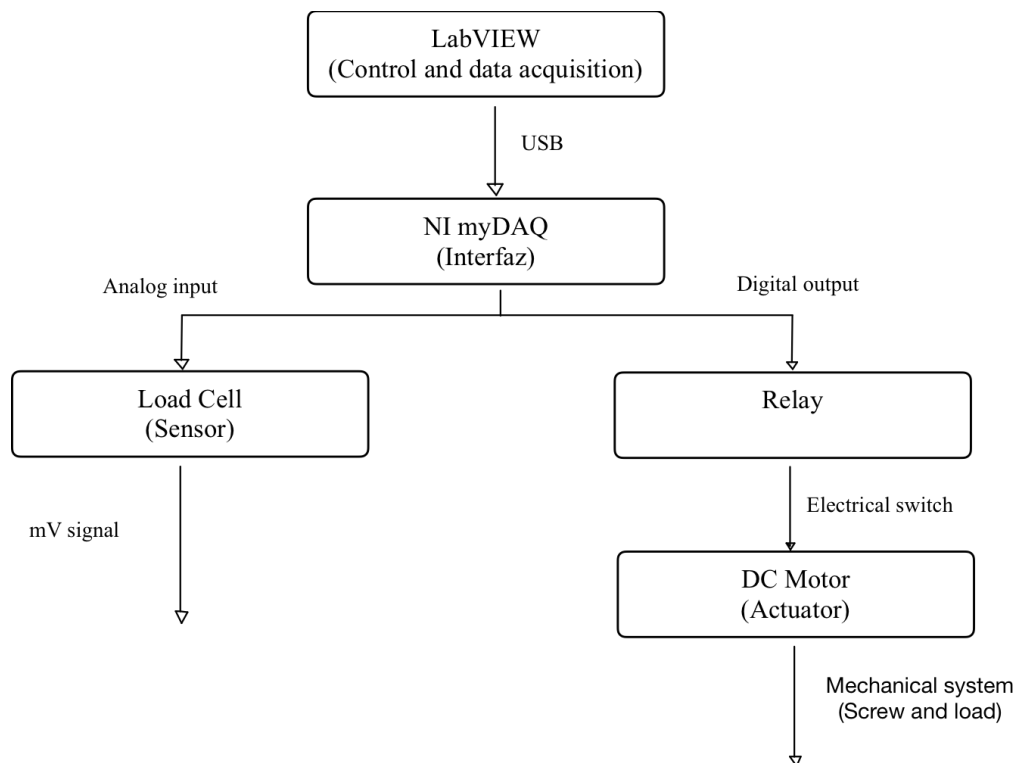 LabVIEW
(Control and data acquisition)
USB
NI myDAQ
(Interfaz)
Analog input
Digital output
Load Cell
(Sensor)
Relay
mV signal
Electrical switch
DC Motor
(Actuator)
Mechanical system
(Screw and load)